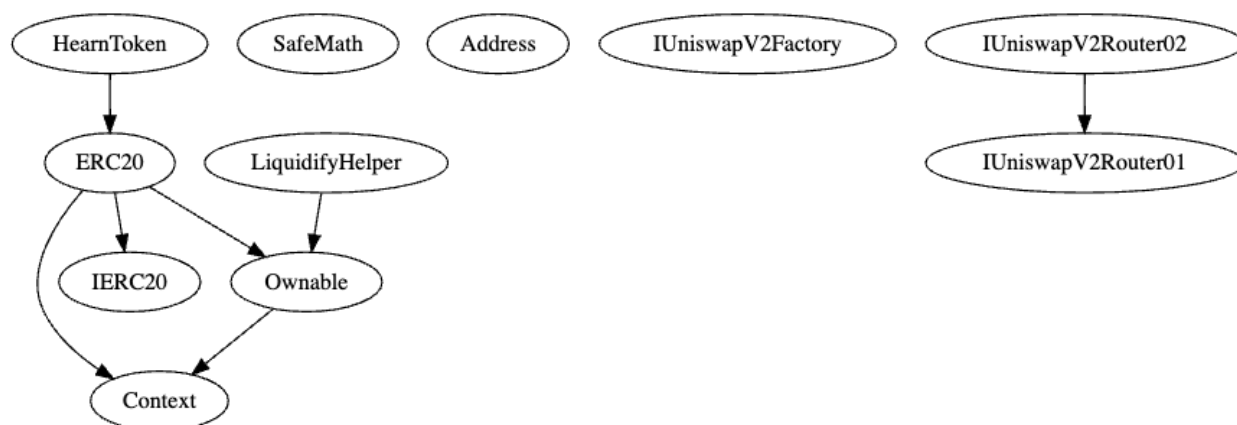 HearnToken
SafeMath
Address
IUniswapV2Factory
IUniswapV2Router02
ERC20
LiquidifyHelper
IUniswapV2Router01
IERC20
Ownable
Context